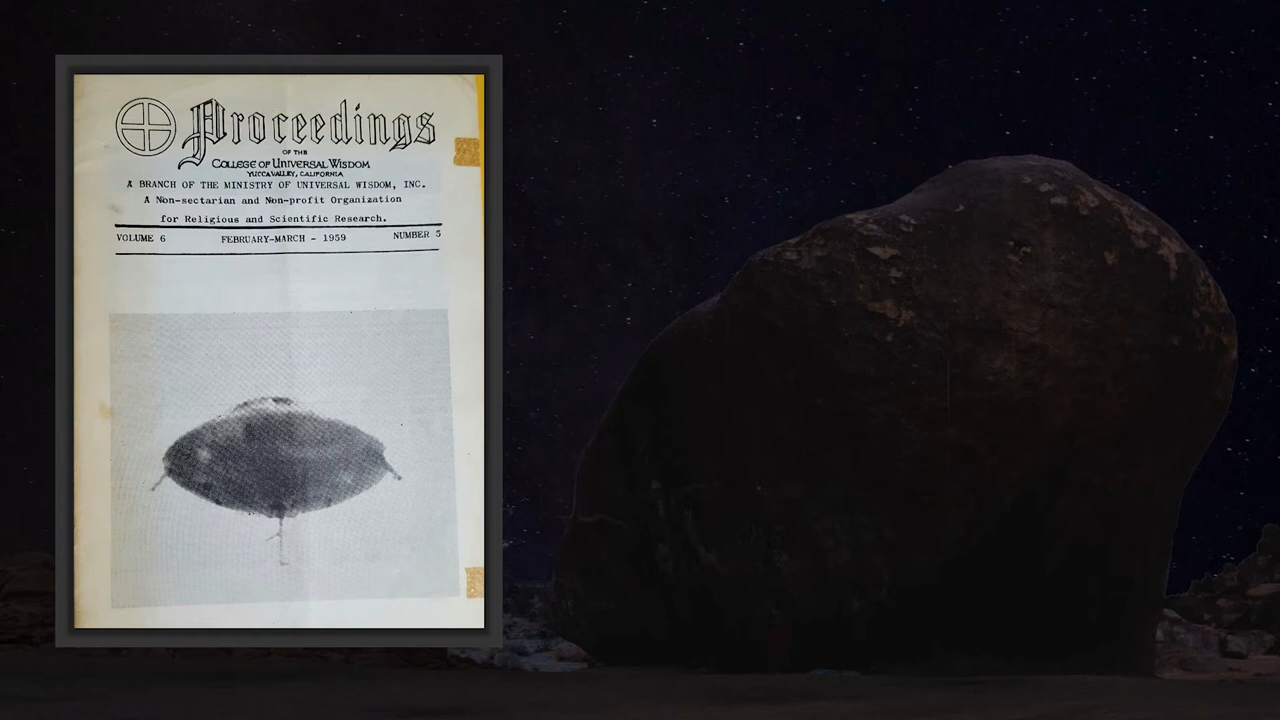 Proceedings
OF THE
COLLEGE OF UNIVERSAL WISDOM
YUCCA VALLEY, CALIFORNIA
A BRANCH OF THE MINISTRY OF UNIVERSAL WISDOM, INC.
A Non-sectarian and Non-profit Organization
for Religious and Scientific Research.
VOLUME 6 FEBRUARY-MARCH - 1959 NUMBER 5